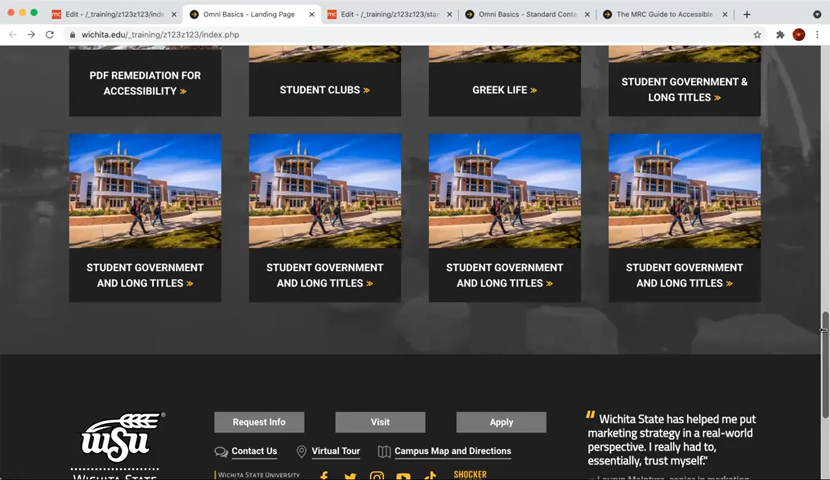 Edit - /_training/z123z123/inde
Omni Basics - Landing Page
Edit - /_training/z123z123/star
Omni Basics - Standard Conte
The MRC Guide to Accessible
wichita.edu/_training/z123z123/index.php
PDF REMEDIATION FOR
ACCESSIBILITY »
STUDENT CLUBS »
GREEK LIFE »
STUDENT GOVERNMENT &
LONG TITLES »
STUDENT GOVERNMENT
AND LONG TITLES »
STUDENT GOVERNMENT
AND LONG TITLES »
STUDENT GOVERNMENT
AND LONG TITLES »
STUDENT GOVERNMENT
AND LONG TITLES »
wsu
WICHITA STATE
Request Info
Visit
Apply
Contact Us
Virtual Tour
Campus Map and Directions
WICHITA STATE UNIVERSITY
SHOCKER
" Wichita State has helped me put
marketing strategy in a real-world
perspective. I really had to,
essentially, trust myself."